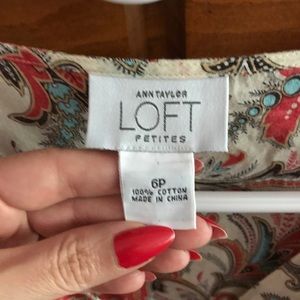 ANN TAYLOR
LOFT
PETITES
6P
100% COTTON
MADE IN CHINA